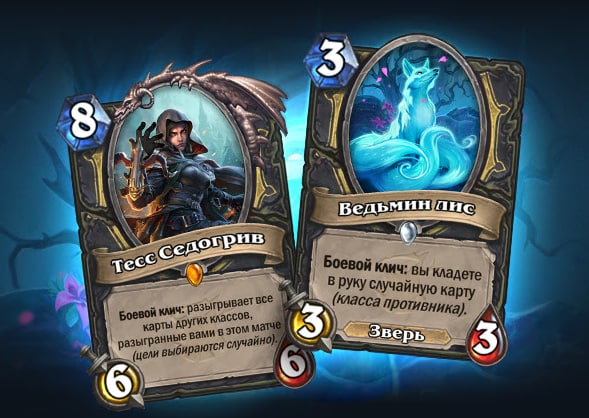 8
Тесс Седогрив
Боевой клич: разыгрывает все
карты других классов,
разыгранные вами в этом матче
(цели выбираются случайно).
6
6
3
Ведьмин лис
Боевой клич: вы кладете
в руку случайную карту
(класса противника).
Зверь
3
3